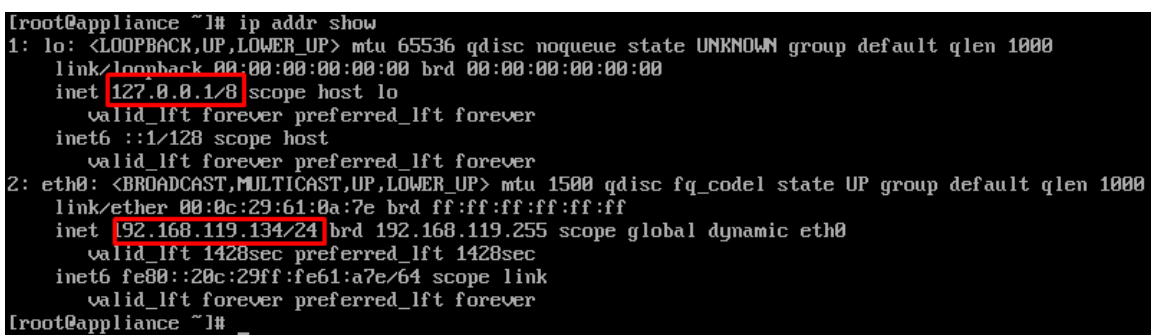 [root@appliance ~]# ip addr show
1: lo: <LOOPBACK,UP,LOWER_UP> mtu 65536 qdisc noqueue state UNKNOWN group default qlen 1000
    link/loopback 00:00:00:00:00:00 brd 00:00:00:00:00:00
    inet 127.0.0.1/8 scope host lo
       valid_lft forever preferred_lft forever
    inet6 ::1/128 scope host
       valid_lft forever preferred_lft forever
2: eth0: <BROADCAST,MULTICAST,UP,LOWER_UP> mtu 1500 qdisc fq_codel state UP group default qlen 1000
    link/ether 00:0c:29:61:0a:7e brd ff:ff:ff:ff:ff:ff
    inet 192.168.119.134/24 brd 192.168.119.255 scope global dynamic eth0
       valid_lft 1428sec preferred_lft 1428sec
    inet6 fe80::20c:29ff:fe61:a7e/64 scope link
       valid_lft forever preferred_lft forever
[root@appliance ~]# _